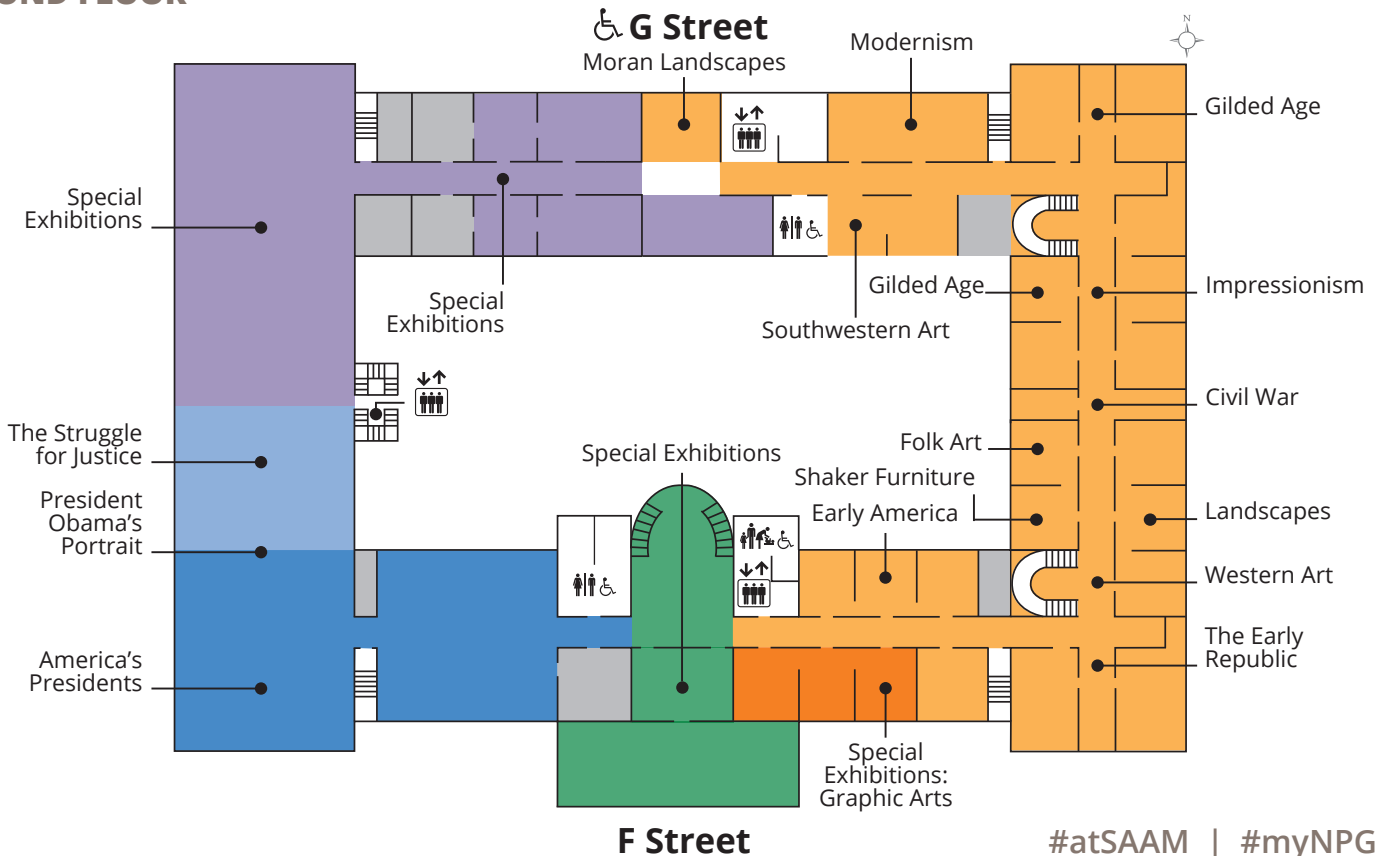 G Street
N
Moran Landscapes
Modernism
Gilded Age
Special
Exhibitions
Gilded Age
Impressionism
Special
Exhibitions
Southwestern Art
Civil War
The Struggle
for Justice
Special Exhibitions
Folk Art
Shaker Furniture
President
Obama's
Portrait
Early America
Landscapes
Western Art
America's
Presidents
The Early
Republic
Special
Exhibitions:
Graphic Arts
F Street
#atSAAM | #myNPG